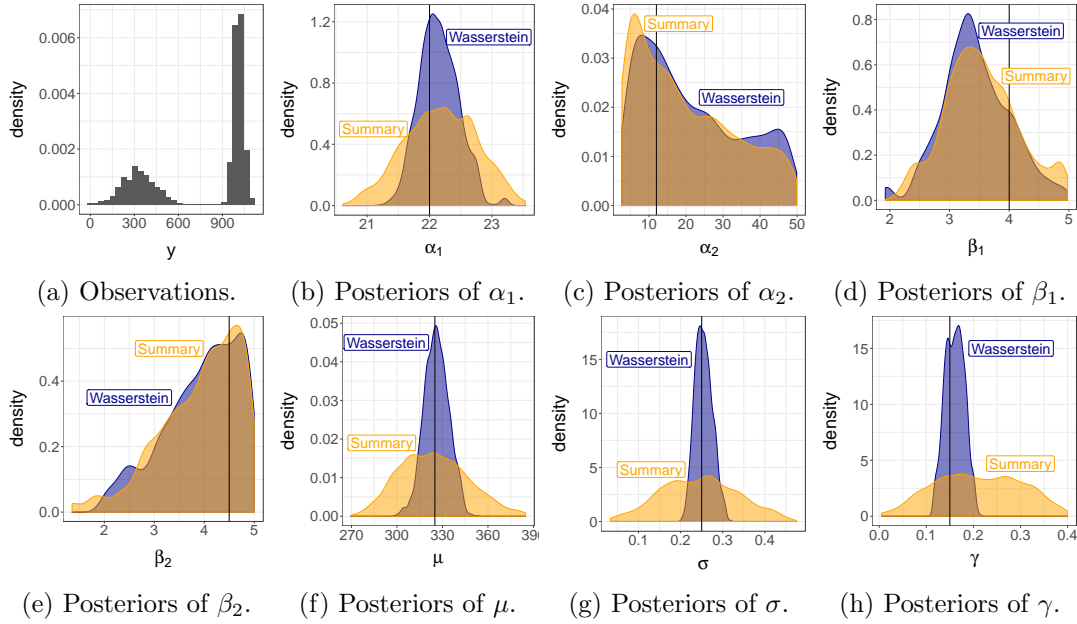 0.006
0.004
0.002
0.000
density
0 300 600 900
y
(a) Observations.
1.2
0.8
0.4
0.0
density
Wasserstein
Summary
21 22 23
α1
(b) Posteriors of α1.
0.04
0.03
0.02
0.01
0.00
density
Summary
Wasserstein
10 20 30 40 50
α2
(c) Posteriors of α2.
0.8
0.6
0.4
0.2
0.0
density
Wasserstein
Summary
2 3 4 5
β1
(d) Posteriors of β1.
0.4
0.2
0.0
density
Summary
Wasserstein
2 3 4 5
β2
(e) Posteriors of β2.
0.05
0.04
0.03
0.02
0.01
0.00
density
Wasserstein
Summary
270 300 330 360 390
μ
(f) Posteriors of μ.
15
10
5
0
density
Wasserstein
Summary
0.1 0.2 0.3 0.4
σ
(g) Posteriors of σ.
15
10
5
0
density
Wasserstein
Summary
0.0 0.1 0.2 0.3 0.4
γ
(h) Posteriors of γ.